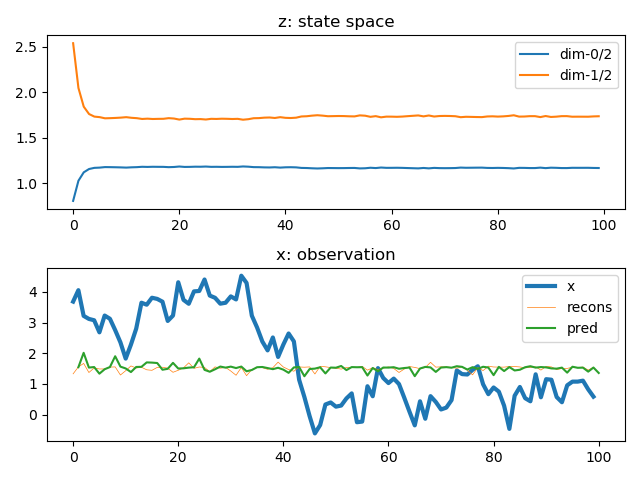 z: state space
2.5
2.0
1.5
1.0
dim-0/2
dim-1/2
0 20 40 60 80 100
x: observation
4
3
2
1
0
x
recons
pred
0 20 40 60 80 100